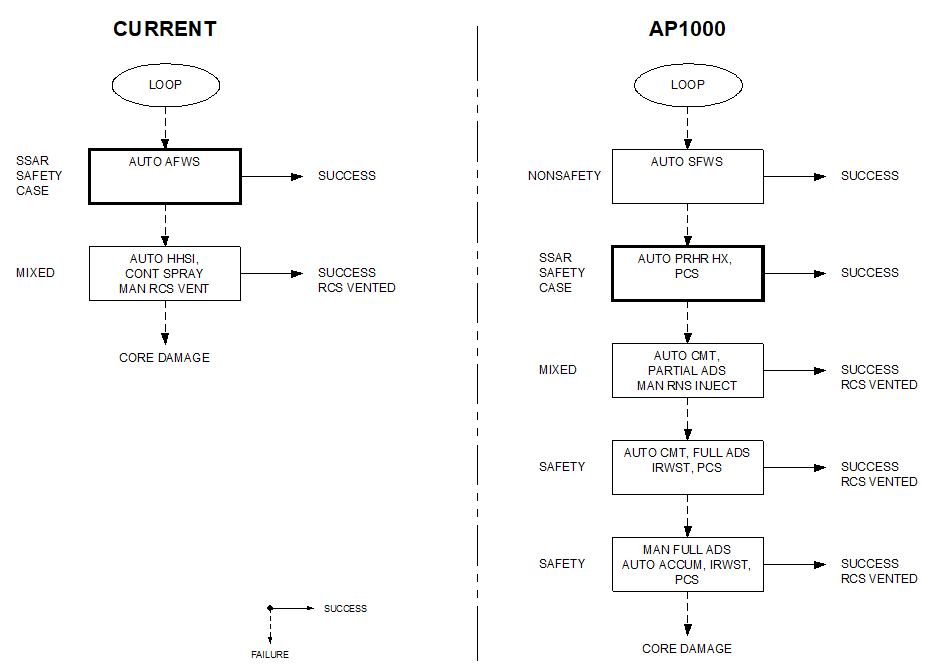 CURRENT
LOOP
SSAR
SAFETY
CASE
AUTO AFWS
SUCCESS
MIXED
AUTO HHSI,
CONT SPRAY
MAN RCS VENT
SUCCESS
RCS VENTED
CORE DAMAGE
SUCCESS
FAILURE
AP1000
LOOP
NONSAFETY
AUTO SFWS
SUCCESS
SSAR
SAFETY
CASE
AUTO PRHR HX,
PCS
SUCCESS
MIXED
AUTO CMT,
PARTIAL ADS
MAN RNS INJECT
SUCCESS
RCS VENTED
SAFETY
AUTO CMT, FULL ADS
IRWST, PCS
SUCCESS
RCS VENTED
SAFETY
MAN FULL ADS
AUTO ACCUM, IRWST,
PCS
SUCCESS
RCS VENTED
CORE DAMAGE